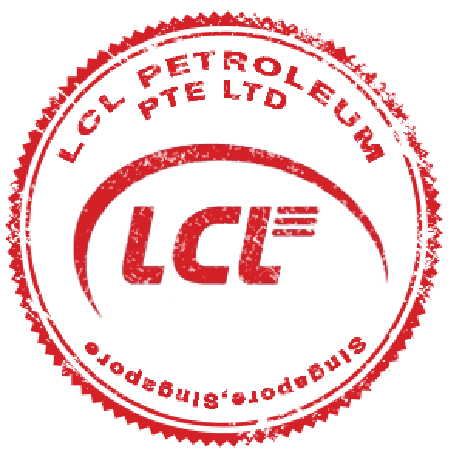 LCL PETROLEUM
PTE LTD
LCL
Singapore,Singapore